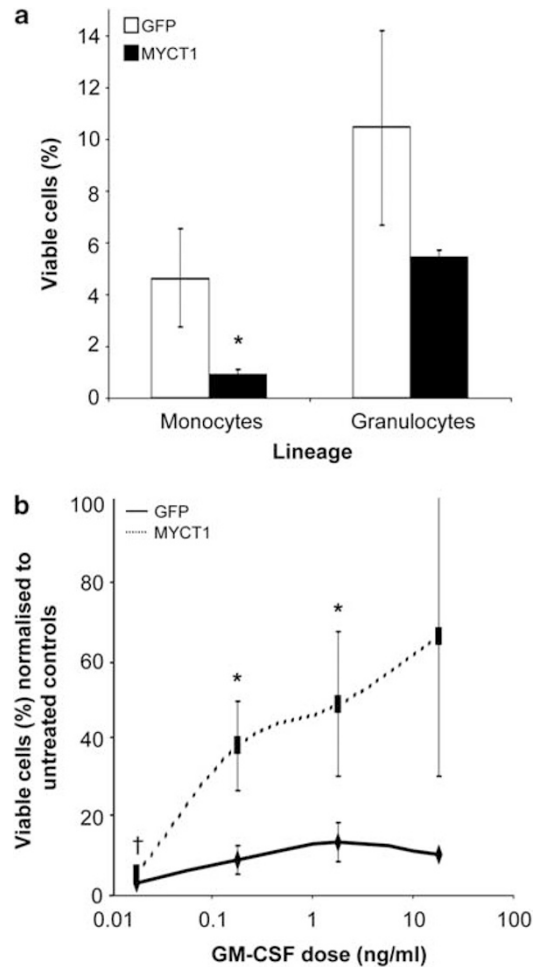 a
GFP
MYCT1
Viable cells (%)
14
12
10
8
6
4
2
0
*
Monocytes Granulocytes
Lineage
b
GFP
MYCT1
Viable cells (%) normalised to
untreated controls
100
80
60
40
20
0
†
*
*
0.01 0.1 1 10 100
GM-CSF dose (ng/ml)